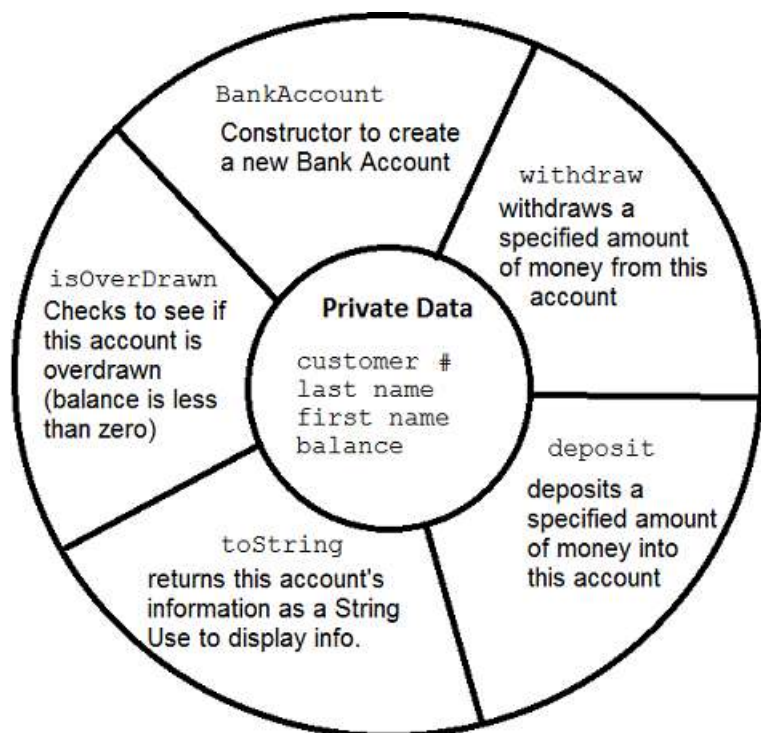 BankAccount
Constructor to create
a new Bank Account
withdraw
withdraws a
specified amount
of money from this
account
isOverDrawn
Checks to see if
this account is
overdrawn
(balance is less
than zero)
Private Data
customer #
last name
first name
balance
deposit
deposits a
specified amount
of money into
this account
toString
returns this account's
information as a String
Use to display info.